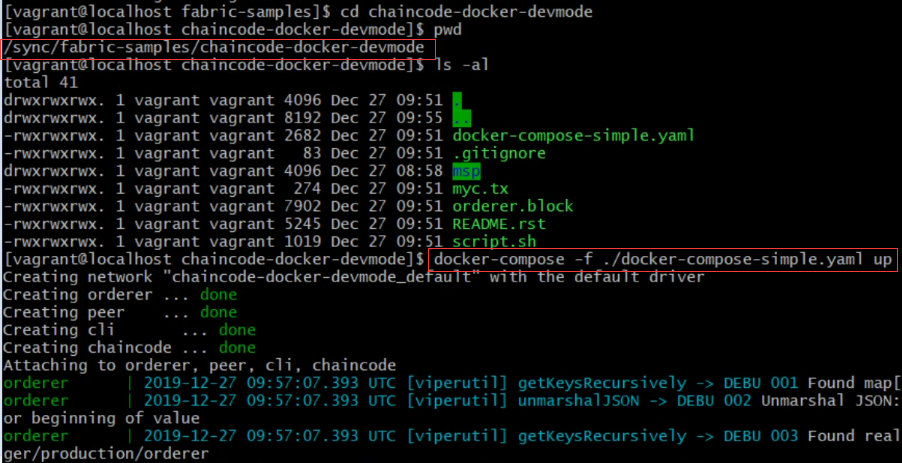 [vagrant@localhost fabric-samples]$ cd chaincode-docker-devmode
[vagrant@localhost chaincode-docker-devmode]$ pwd
/sync/fabric-samples/chaincode-docker-devmode
[vagrant@localhost chaincode-docker-devmode]$ ls -al
total 41
drwxrwxrwx. 1 vagrant vagrant 4096 Dec 27 09:51 .
drwxrwxrwx. 1 vagrant vagrant 8192 Dec 27 09:55 ..
-rwxrwxrwx. 1 vagrant vagrant 2682 Dec 27 09:51 docker-compose-simple.yaml
-rwxrwxrwx. 1 vagrant vagrant   83 Dec 27 09:51 .gitignore
drwxrwxrwx. 1 vagrant vagrant 4096 Dec 27 08:58 msp
-rwxrwxrwx. 1 vagrant vagrant  274 Dec 27 09:51 myc.tx
-rwxrwxrwx. 1 vagrant vagrant 7902 Dec 27 09:51 orderer.block
-rwxrwxrwx. 1 vagrant vagrant 5245 Dec 27 09:51 README.rst
-rwxrwxrwx. 1 vagrant vagrant 1019 Dec 27 09:51 script.sh
[vagrant@localhost chaincode-docker-devmode]$ docker-compose -f ./docker-compose-simple.yaml up
Creating network "chaincode-docker-devmode_default" with the default driver
Creating orderer ... done
Creating peer    ... done
Creating cli       ... done
Creating chaincode ... done
Attaching to orderer, peer, cli, chaincode
orderer      | 2019-12-27 09:57:07.393 UTC [viperutil] getKeysRecursively -> DEBU 001 Found map[
orderer      | 2019-12-27 09:57:07.393 UTC [viperutil] unmarshalJSON -> DEBU 002 Unmarshal JSON:
or beginning of value
orderer      | 2019-12-27 09:57:07.393 UTC [viperutil] getKeysRecursively -> DEBU 003 Found real
ger/production/orderer